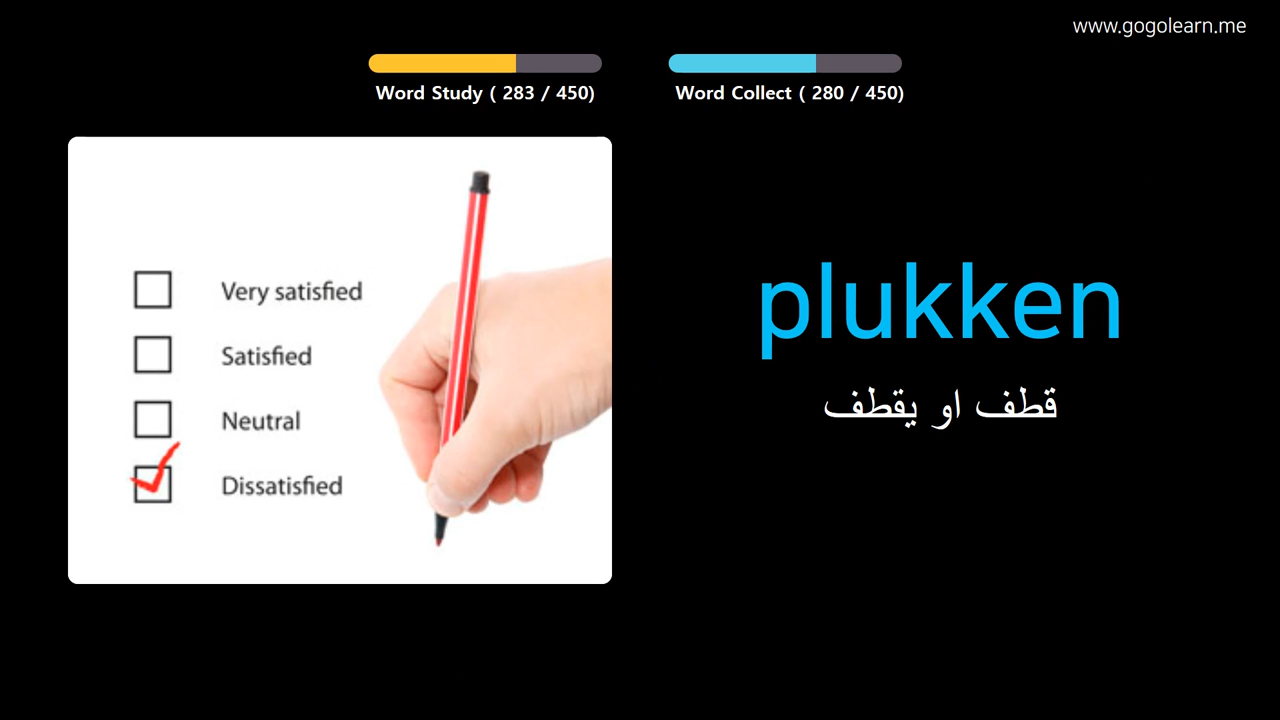 www.gogolearn.me
Word Study ( 283 / 450)
Word Collect ( 280 / 450)
Very satisfied
Satisfied
Neutral
Dissatisfied
plukken
قطف او يقطف